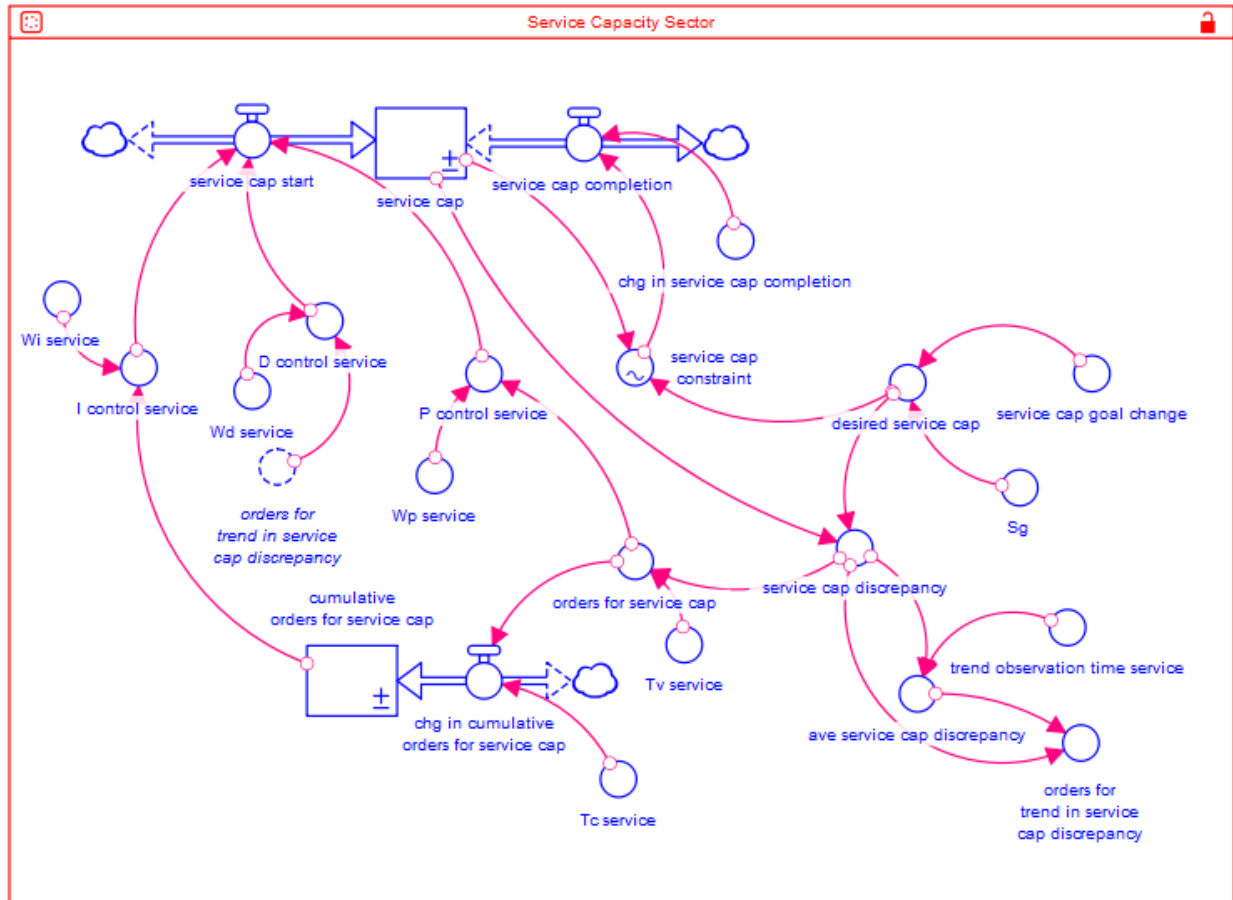 Service Capacity Sector
service cap start
service cap
service cap completion
chg in service cap completion
Wi service
I control service
D control service
Wd service
orders for
trend in service
cap discrepancy
P control service
Wp service
service cap
constraint
desired service cap
service cap goal change
Sg
cumulative
orders for service cap
orders for service cap
service cap discrepancy
Tv service
trend observation time service
chg in cumulative
orders for service cap
ave service cap discrepancy
Tc service
orders for
trend in service
cap discrepancy